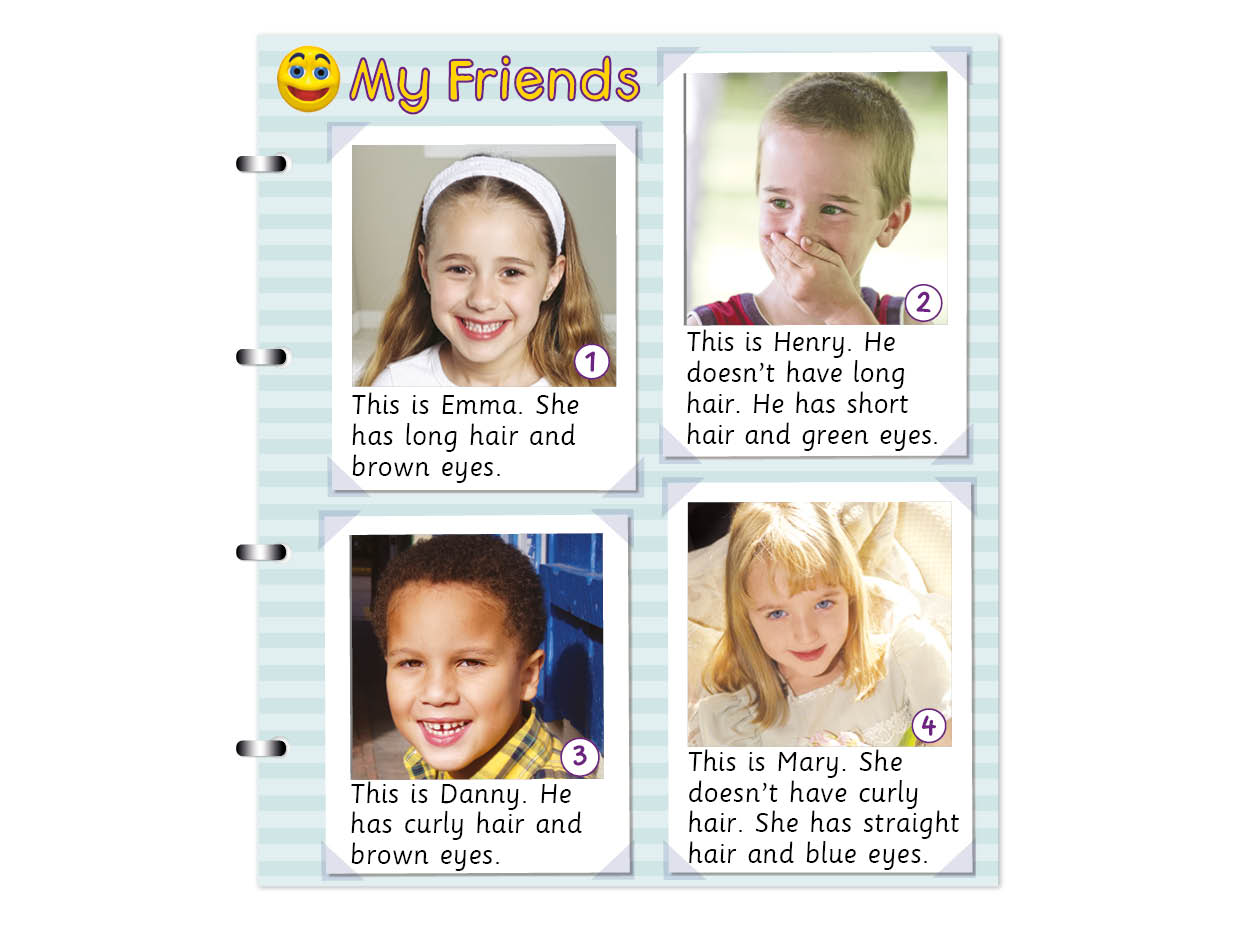 My Friends
1
This is Emma. She
has long hair and
brown eyes.
2
This is Henry. He
doesn't have long
hair. He has short
hair and green eyes.
3
This is Danny. He
has curly hair and
brown eyes.
4
This is Mary. She
doesn't have curly
hair. She has straight
hair and blue eyes.